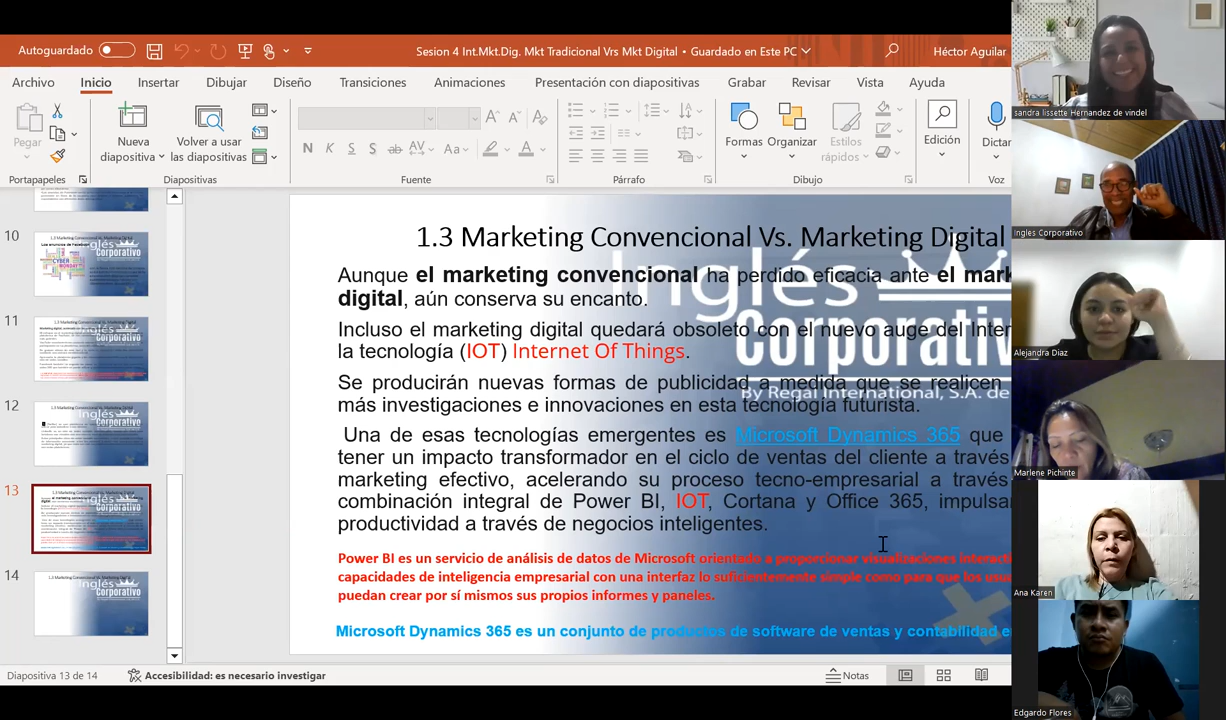 Autoguardado
Sesion 4 Int.Mkt.Dig. Mkt Tradicional Vrs Mkt Digital • Guardado en Este PC
Héctor Aguilar
Archivo Inicio Insertar Dibujar Diseño Transiciones Animaciones Presentación con diapositivas Grabar Revisar Vista Ayuda
Pegar
Nueva diapositiva
Volver a usar las diapositivas
N K S S ab AV Aa A
Formas
Organizar
Estilos rápidos
Edición
Dictar
Portapapeles
Diapositivas
Fuente
Párrafo
Dibujo
Voz
10
11
12
13
14
1.3 Marketing Convencional Vs. Marketing Digital
Aunque el marketing convencional ha perdido eficacia ante el mark
digital, aún conserva su encanto.
Incluso el marketing digital quedará obsoleto con el nuevo auge del Inter
la tecnología (IOT) Internet Of Things.
Se producirán nuevas formas de publicidad a medida que se realicen
más investigaciones e innovaciones en esta tecnología futurista.
Una de esas tecnologías emergentes es Microsoft Dynamics 365 que
tener un impacto transformador en el ciclo de ventas del cliente a través
marketing efectivo, acelerando su proceso tecno-empresarial a través
combinación integral de Power BI, IOT, Cortana y Office 365, impulsan
productividad a través de negocios inteligentes.
Power BI es un servicio de análisis de datos de Microsoft orientado a proporcionar visualizaciones interacti
capacidades de inteligencia empresarial con una interfaz lo suficientemente simple como para que los usua
puedan crear por sí mismos sus propios informes y paneles.
Microsoft Dynamics 365 es un conjunto de productos de software de ventas y contabilidad e
Inglés
Corporativo
By Regal International, S.A. de
Diapositiva 13 de 14
Accesibilidad: es necesario investigar
Notas
sandra lissette Hernandez de vindel
Ingles Corporativo
Alejandra Diaz
Marlene Pichinte
Ana Karen
Edgardo Flores